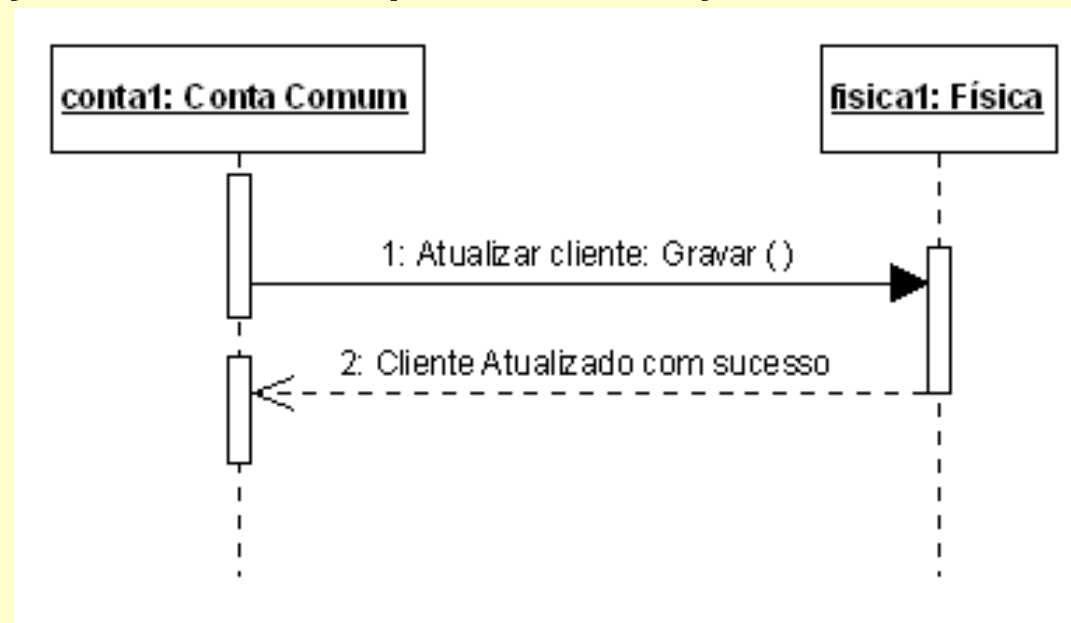 conta1: Conta Comum
fisica1: Física
1: Atualizar cliente: Gravar ()
2: Cliente Atualizado com sucesso